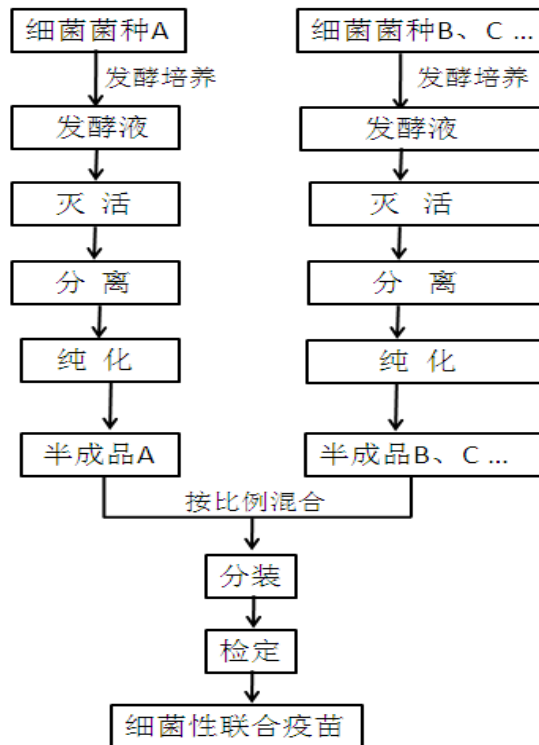 细菌菌种A
发酵培养
发酵液
灭 活
分 离
纯 化
半成品A
细菌菌种B、C ...
发酵培养
发酵液
灭 活
分 离
纯 化
半成品B、C ...
按比例混合
分装
检定
细菌性联合疫苗